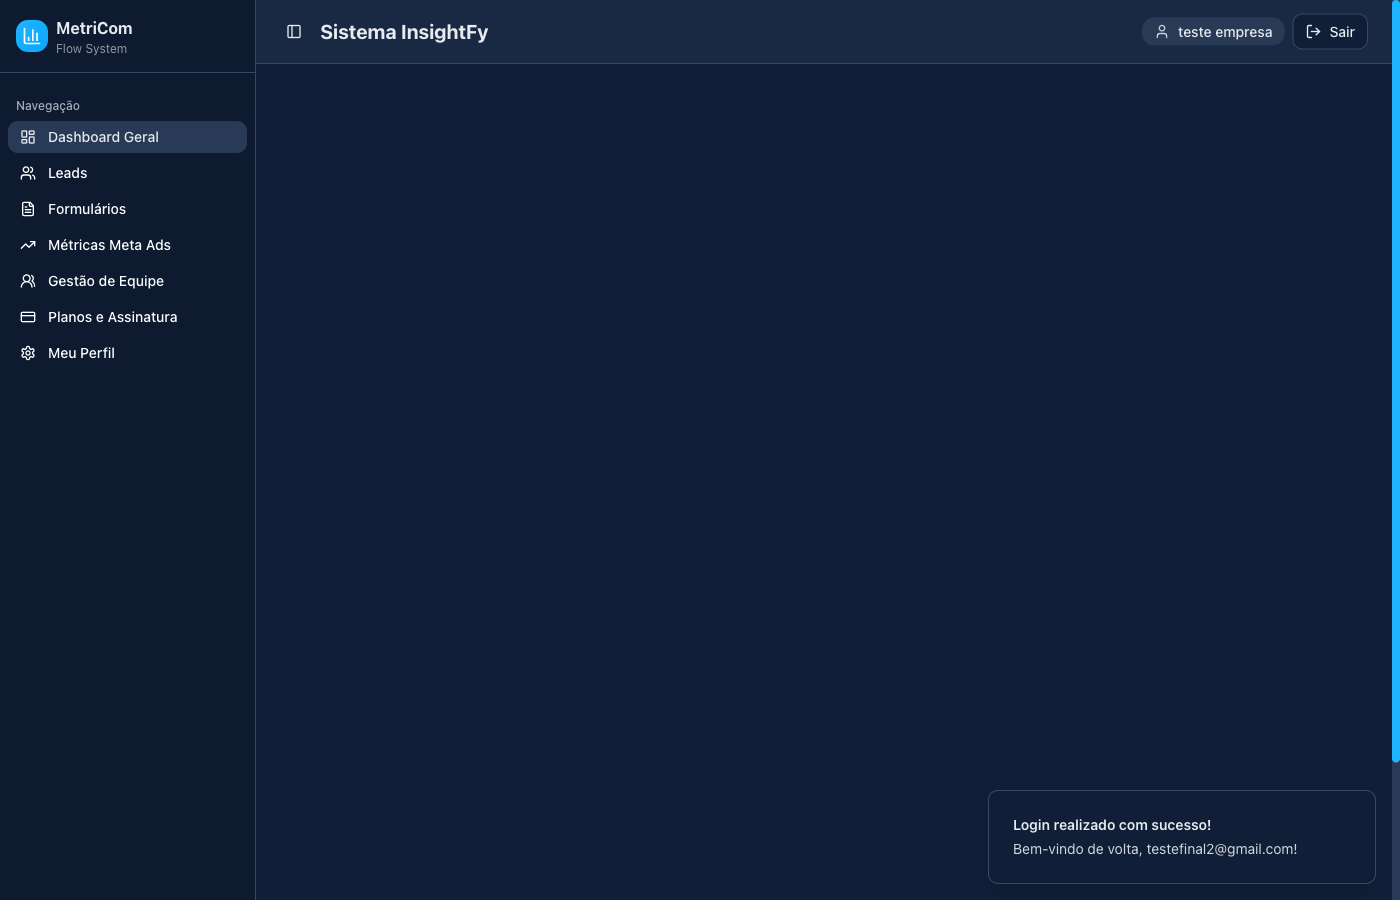 MetriCom
Flow System
Navegação
Dashboard Geral
Leads
Formulários
Métricas Meta Ads
Gestão de Equipe
Planos e Assinatura
Meu Perfil
Sistema InsightFy
teste empresa
Sair
Login realizado com sucesso!
Bem-vindo de volta, testefinal2@gmail.com!